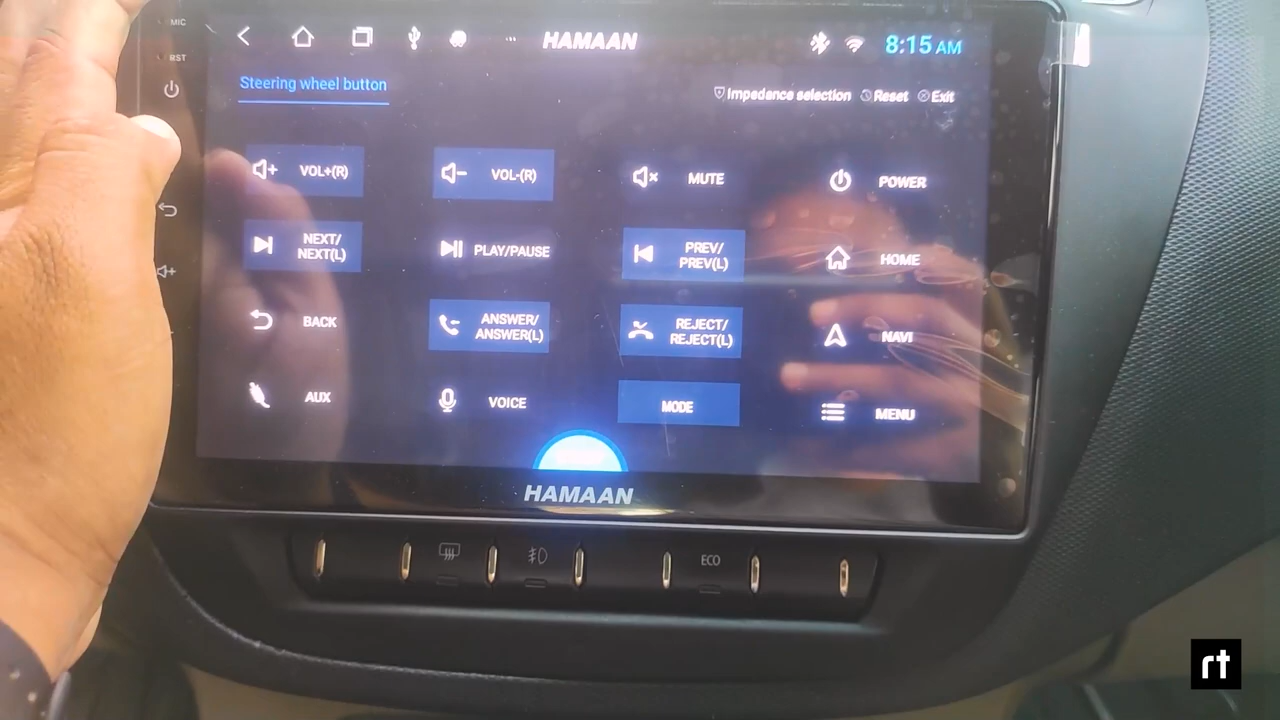 MIC
HAMAAN
8:15 AM
RST
Steering wheel button
Impedance selection
Reset
Exit
VOL+(R)
VOL-(R)
MUTE
POWER
NEXT/
NEXT(L)
PLAY/PAUSE
PREV/
PREV(L)
HOME
BACK
ANSWER/
ANSWER(L)
REJECT/
REJECT(L)
NAVI
AUX
VOICE
MODE
MENU
HAMAAN
ECO
rt